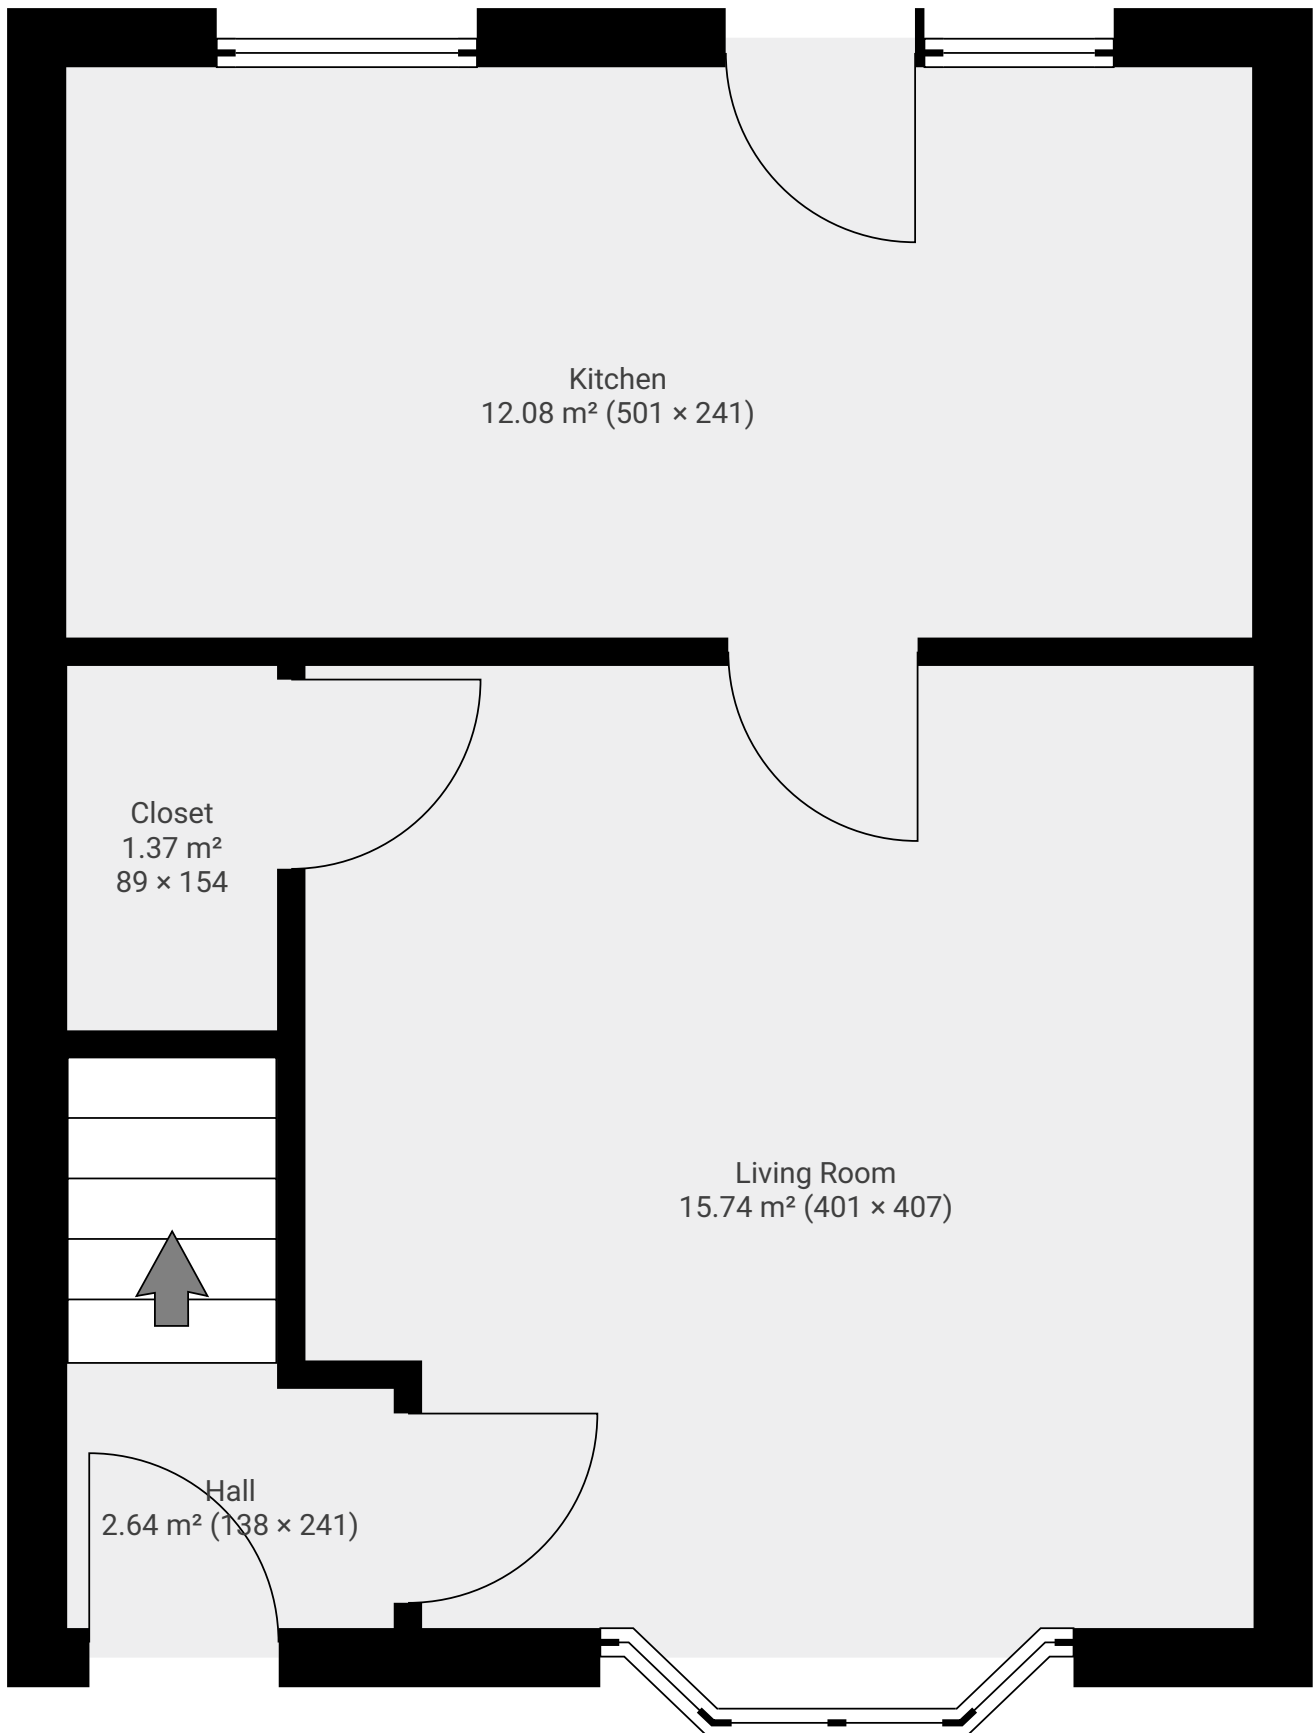 Kitchen
12.08 m² (501 × 241)
Closet
1.37 m²
89 × 154
Living Room
15.74 m² (401 × 407)
Hall
2.64 m² (138 × 241)